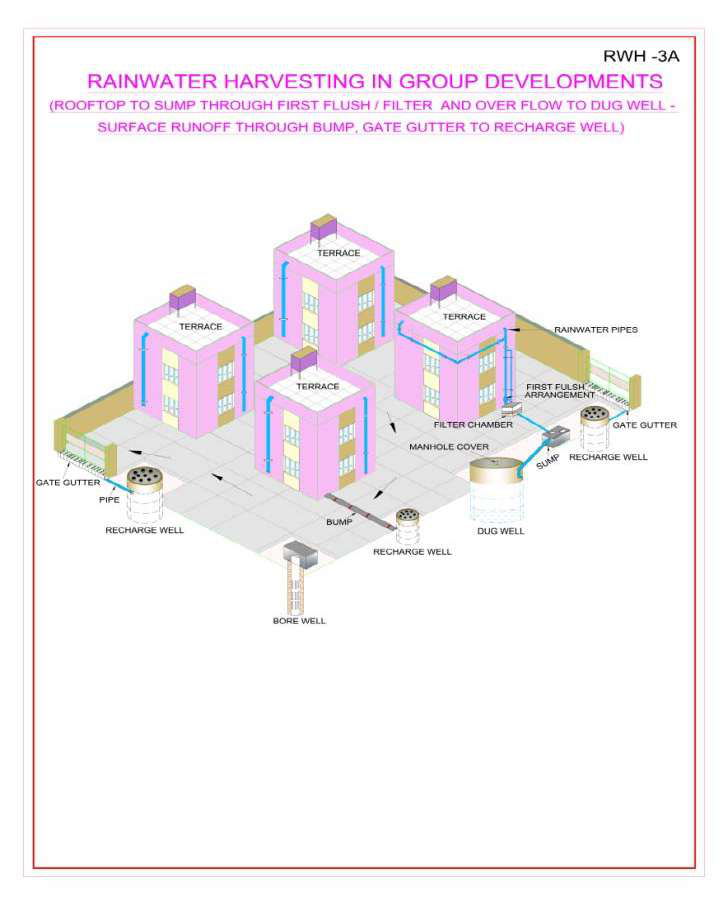 RWH -3A
RAINWATER HARVESTING IN GROUP DEVELOPMENTS
(ROOFTOP TO SUMP THROUGH FIRST FLUSH / FILTER AND OVER FLOW TO DUG WELL -
SURFACE RUNOFF THROUGH BUMP, GATE GUTTER TO RECHARGE WELL)
TERRACE
TERRACE
TERRACE
RAINWATER PIPES
TERRACE
FIRST FULSH
ARRANGEMENT
FILTER CHAMBER
GATE GUTTER
MANHOLE COVER
SUMP
RECHARGE WELL
GATE GUTTER
PIPE
RECHARGE WELL
BUMP
DUG WELL
RECHARGE WELL
BORE WELL